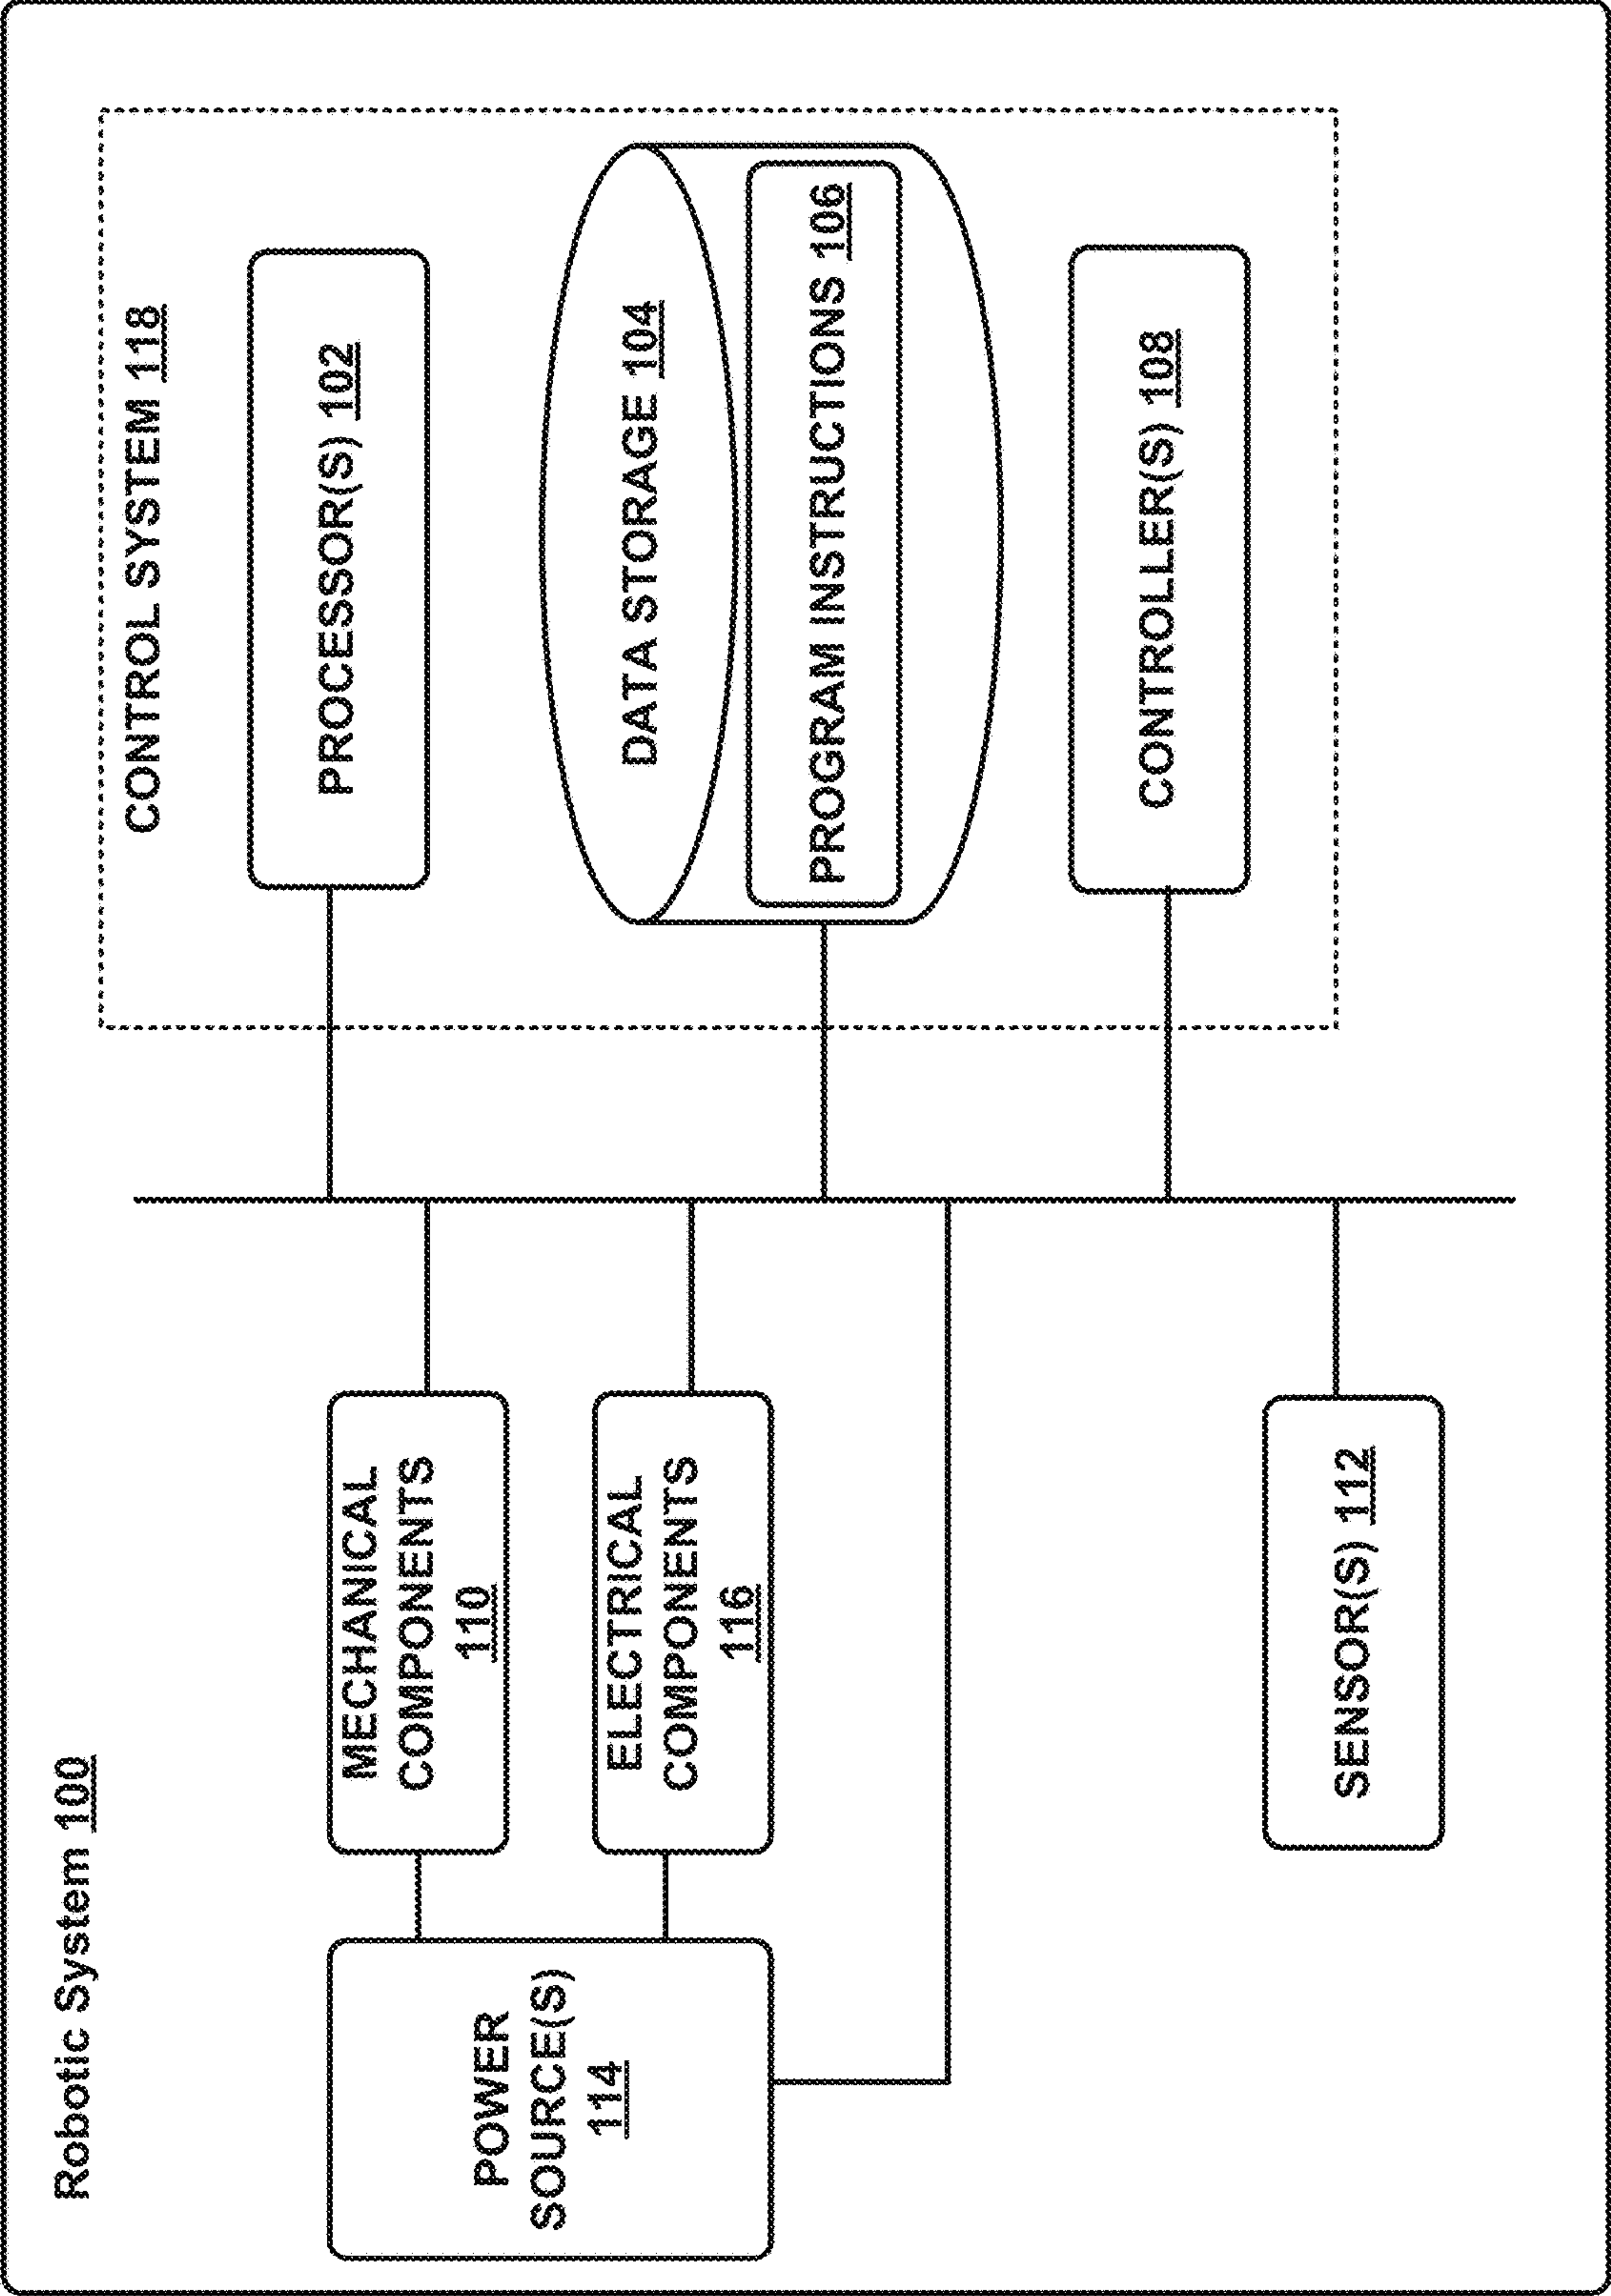 Robotic System 100
CONTROL SYSTEM 118
PROCESSOR(S) 102
DATA STORAGE 104
PROGRAM INSTRUCTIONS 106
CONTROLLER(S) 108
MECHANICAL
COMPONENTS
110
ELECTRICAL
COMPONENTS
116
POWER
SOURCE(S)
114
SENSOR(S) 112